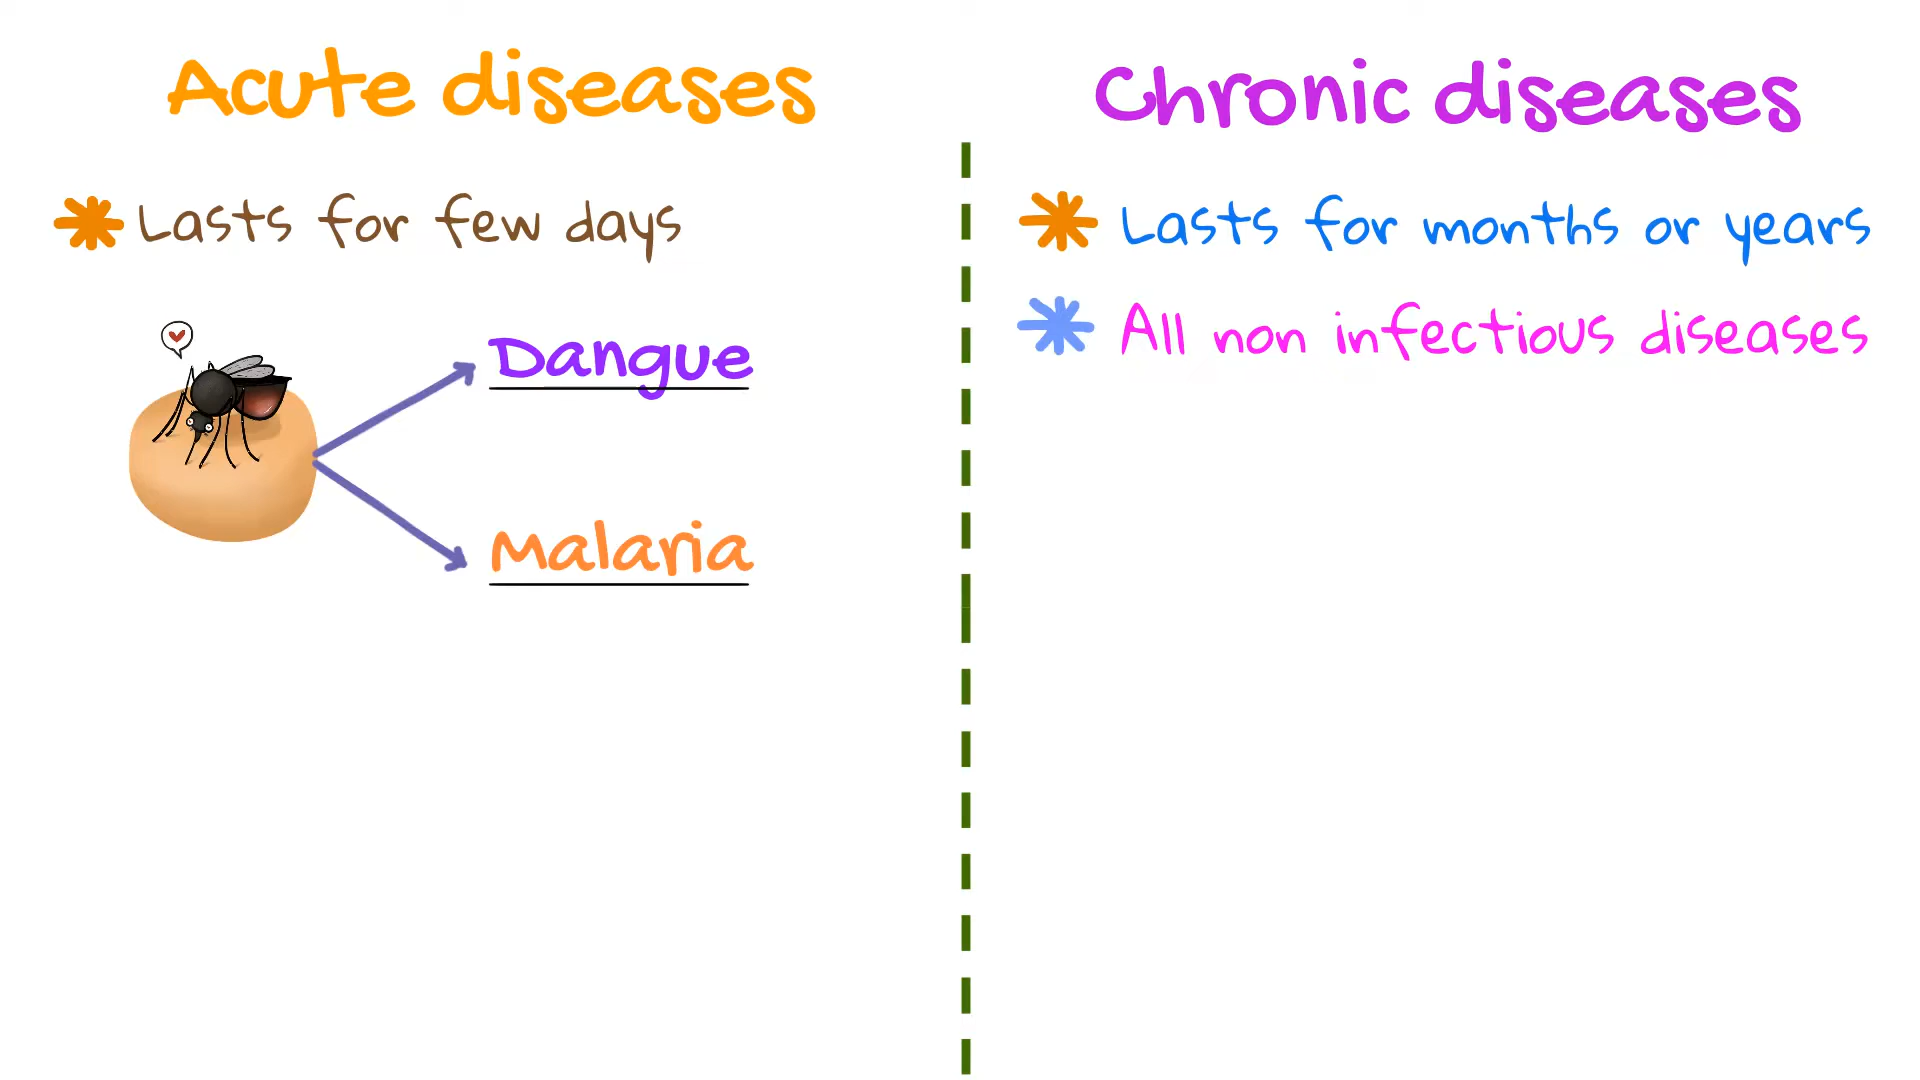 Acute diseases
Lasts for few days
Dangue
Malaria
Chronic diseases
Lasts for months or years
All non infectious diseases